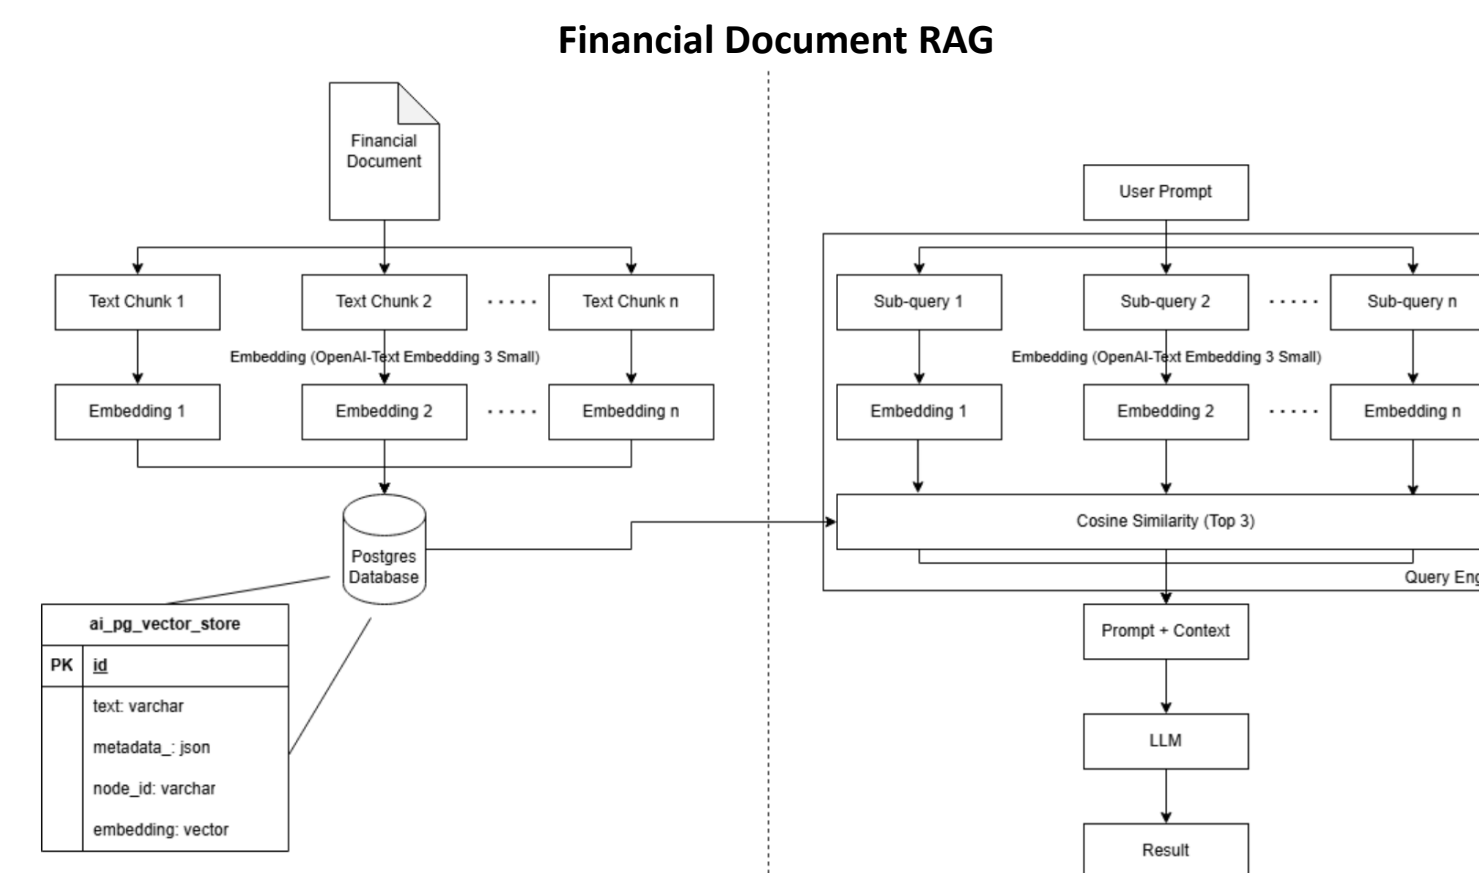 Financial Document RAG
Financial
Document
Text Chunk 1
Text Chunk 2
.....
Text Chunk n
Embedding (OpenAI-Text Embedding 3 Small)
Embedding 1
Embedding 2
.....
Embedding n
Postgres
Database
ai_pg_vector_store
PK id
text: varchar
metadata_: json
node_id: varchar
embedding: vector
User Prompt
Sub-query 1
Sub-query 2
.....
Sub-query n
Embedding (OpenAI-Text Embedding 3 Small)
Embedding 1
Embedding 2
.....
Embedding n
Cosine Similarity (Top 3)
Query Eng
Prompt + Context
LLM
Result